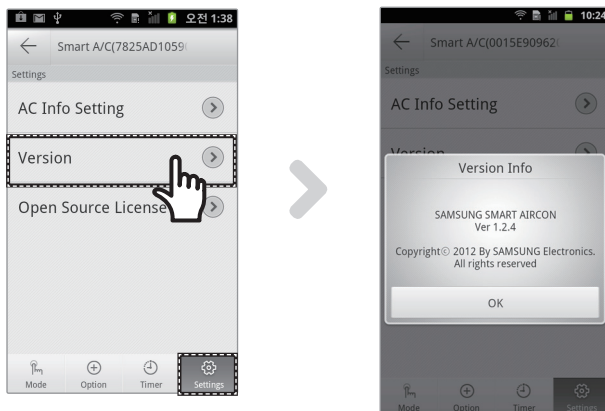 오전 1:38
Smart A/C(7825AD1059
Settings
AC Info Setting
Version
Open Source License
Mode
Option
Timer
Settings
10:24
Smart A/C(0015E90962
Settings
AC Info Setting
Version
Version Info
SAMSUNG SMART AIRCON
Ver 1.2.4
Copyrightⓒ 2012 By SAMSUNG Electronics.
All rights reserved
OK
Mode
Option
Timer
Settings